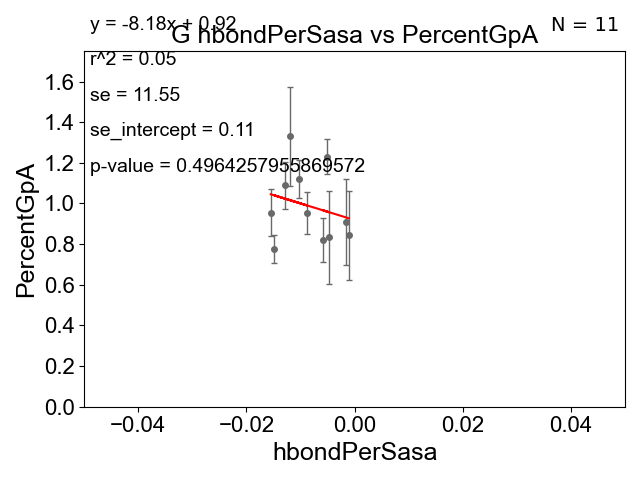 y = -8.18x + 0.92
N = 11
G hbondPerSasa vs PercentGpA
r^2 = 0.05
se = 11.55
se_intercept = 0.11
p-value = 0.4964257955869572
PercentGpA
1.6
1.4
1.2
1.0
0.8
0.6
0.4
0.2
0.0
−0.04 −0.02 0.00 0.02 0.04
hbondPerSasa